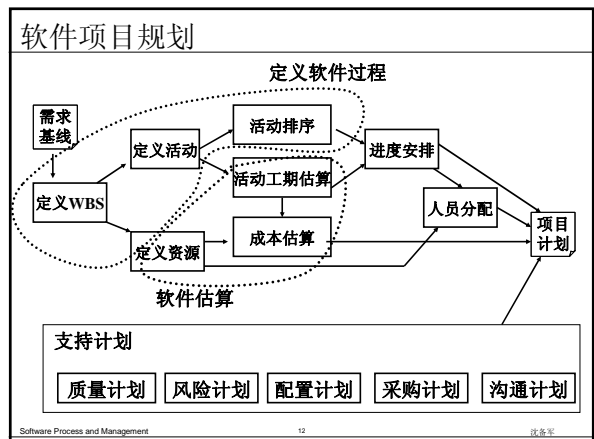 软件项目规划
定义软件过程
需求
基线
活动排序
定义活动
进度安排
活动工期估算
定义WBS
人员分配
项目
计划
成本估算
定义资源
软件估算
支持计划
质量计划
风险计划
配置计划
采购计划
沟通计划
Software Process and Management
12
沈备军